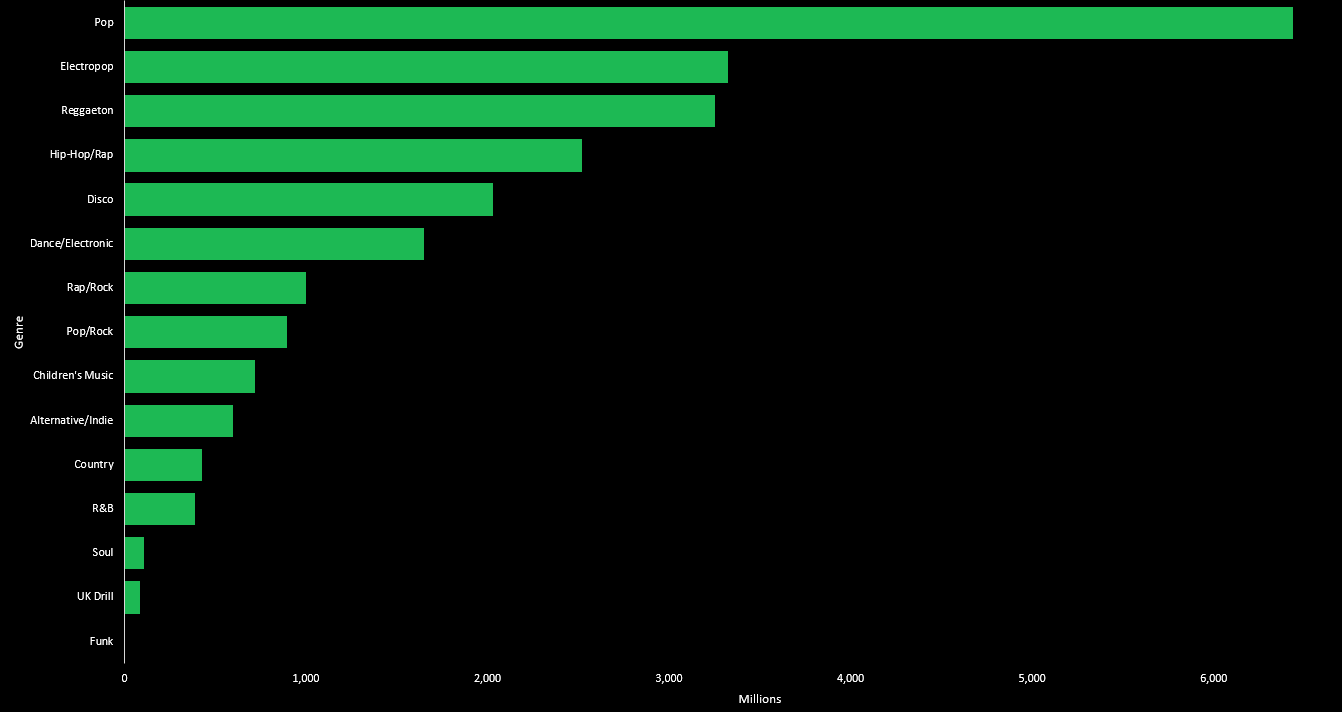 Pop
Electropop
Reggaeton
Hip-Hop/Rap
Disco
Dance/Electronic
Rap/Rock
Pop/Rock
Children's Music
Alternative/Indie
Country
R&B
Soul
UK Drill
Funk
Genre
0 1,000 2,000 3,000 4,000 5,000 6,000
Millions